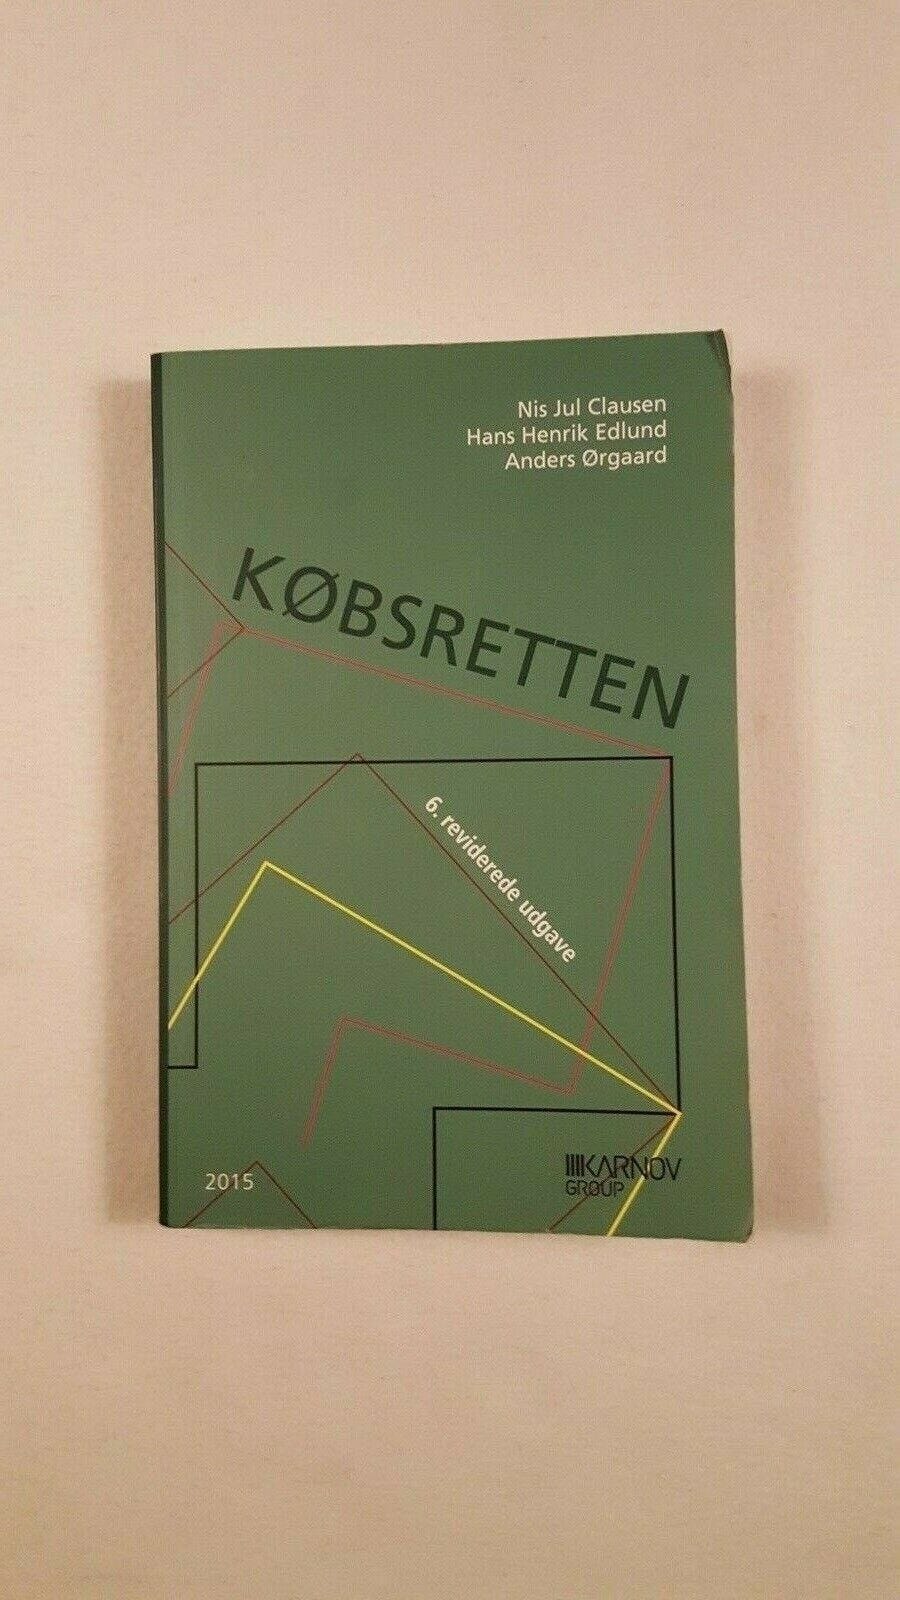 Nis Jul Clausen
Hans Henrik Edlund
Anders Ørgaard
KØBSRETTEN
6. reviderede udgave
2015
KARNOV
GROUP